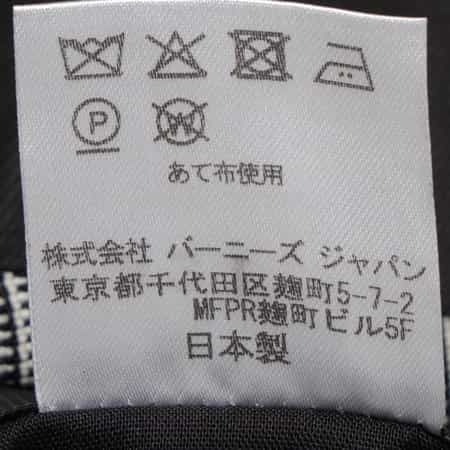 P W
あて布使用
株式会社 バーニーズ ジャパン
東京都千代田区麹町5-7-2
MFPR麹町ビル5F
日本製